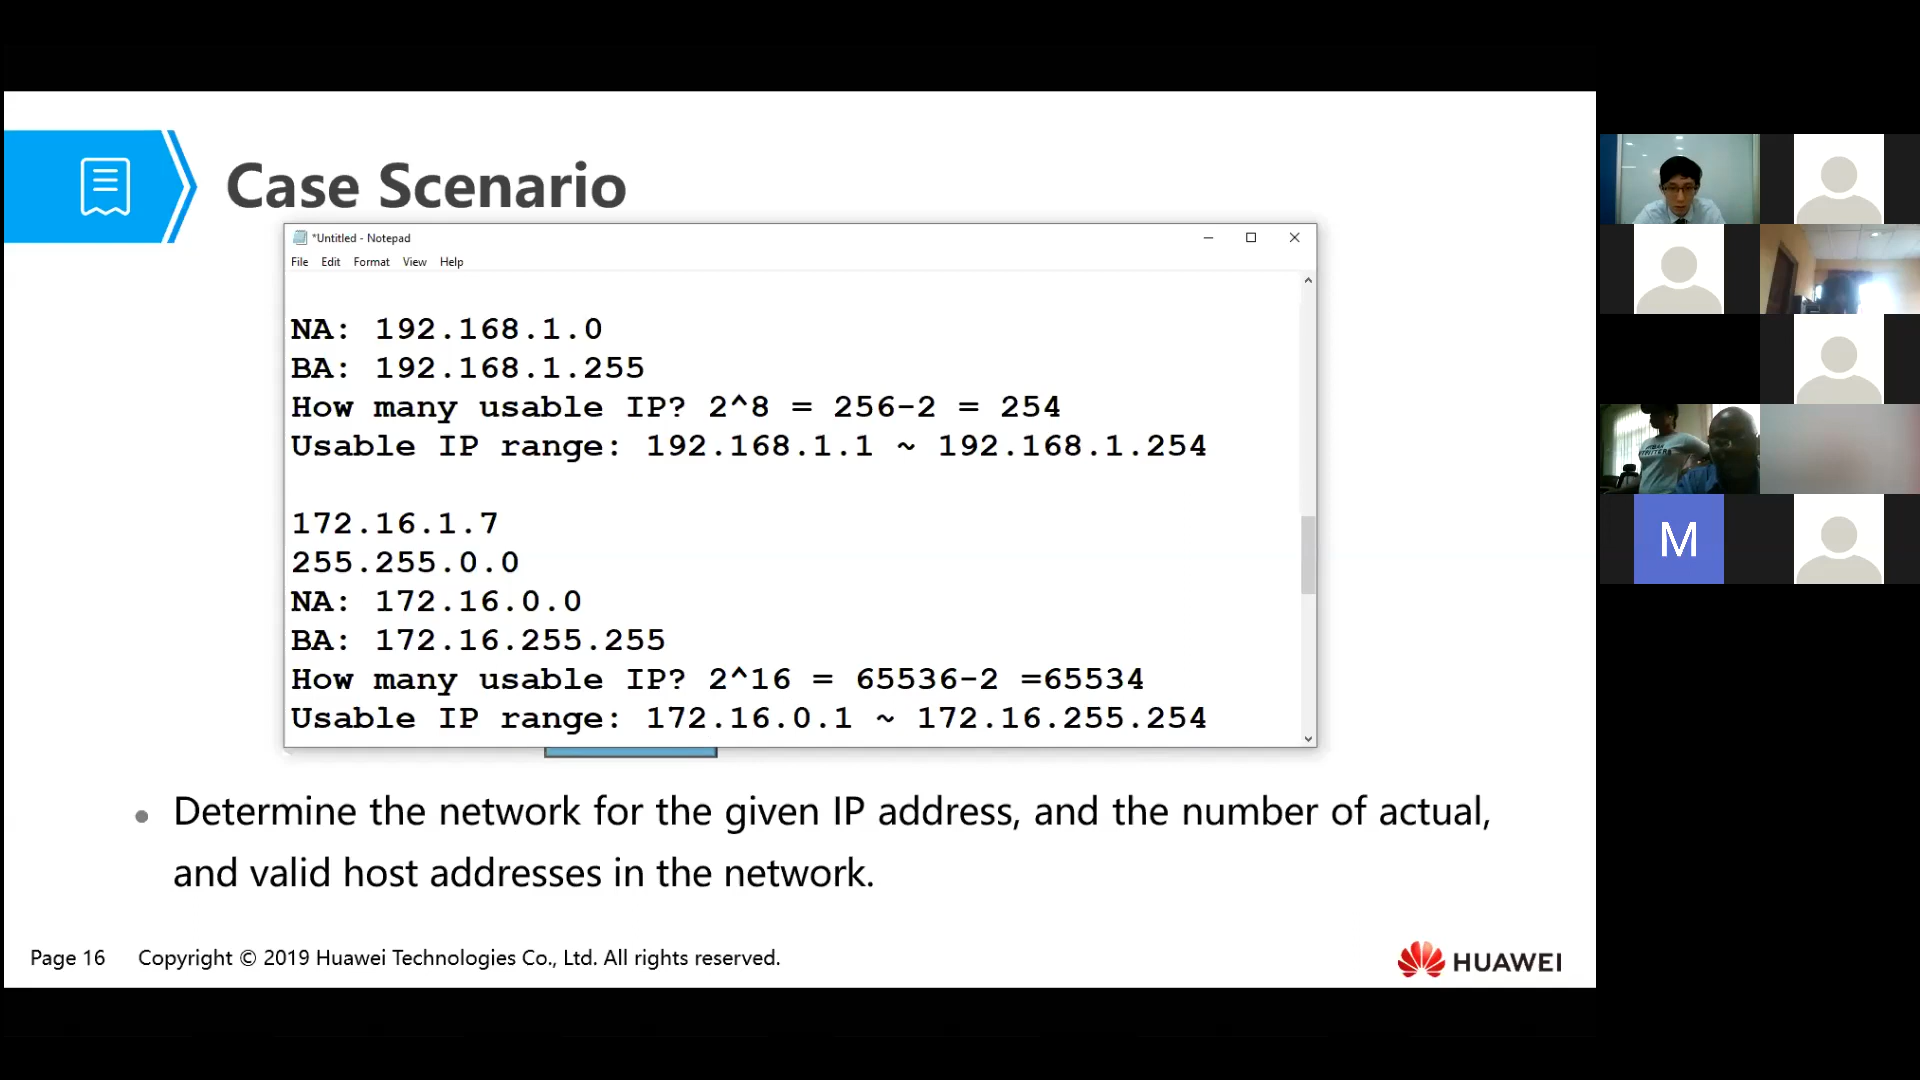 Case Scenario
*Untitled - Notepad
File Edit Format View Help
NA: 192.168.1.0
BA: 192.168.1.255
How many usable IP? 2^8 = 256-2 = 254
Usable IP range: 192.168.1.1 ~ 192.168.1.254
172.16.1.7
255.255.0.0
NA: 172.16.0.0
BA: 172.16.255.255
How many usable IP? 2^16 = 65536-2 =65534
Usable IP range: 172.16.0.1 ~ 172.16.255.254
Determine the network for the given IP address, and the number of actual,
and valid host addresses in the network.
Page 16 Copyright © 2019 Huawei Technologies Co., Ltd. All rights reserved.
HUAWEI
M